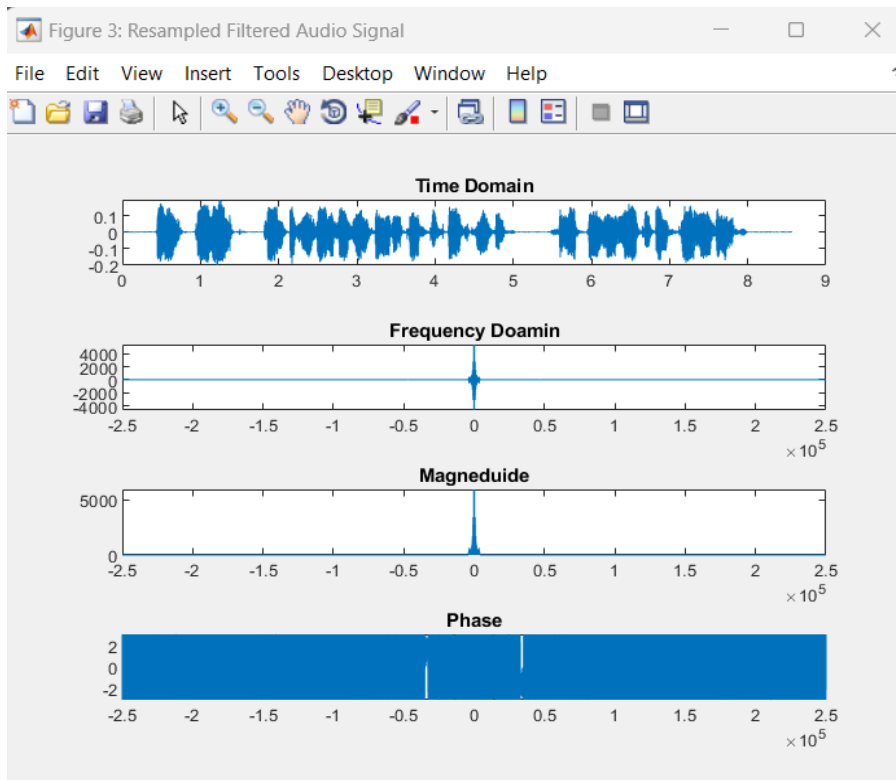 Figure 3: Resampled Filtered Audio Signal
File Edit View Insert Tools Desktop Window Help
Time Domain
0.1
0
-0.1
-0.2
0 1 2 3 4 5 6 7 8 9
Frequency Doamin
4000
2000
0
-2000
-4000
-2.5 -2 -1.5 -1 -0.5 0 0.5 1 1.5 2 2.5
×10^5
Magneduide
5000
0
-2.5 -2 -1.5 -1 -0.5 0 0.5 1 1.5 2 2.5
×10^5
Phase
2
0
-2
-2.5 -2 -1.5 -1 -0.5 0 0.5 1 1.5 2 2.5
×10^5